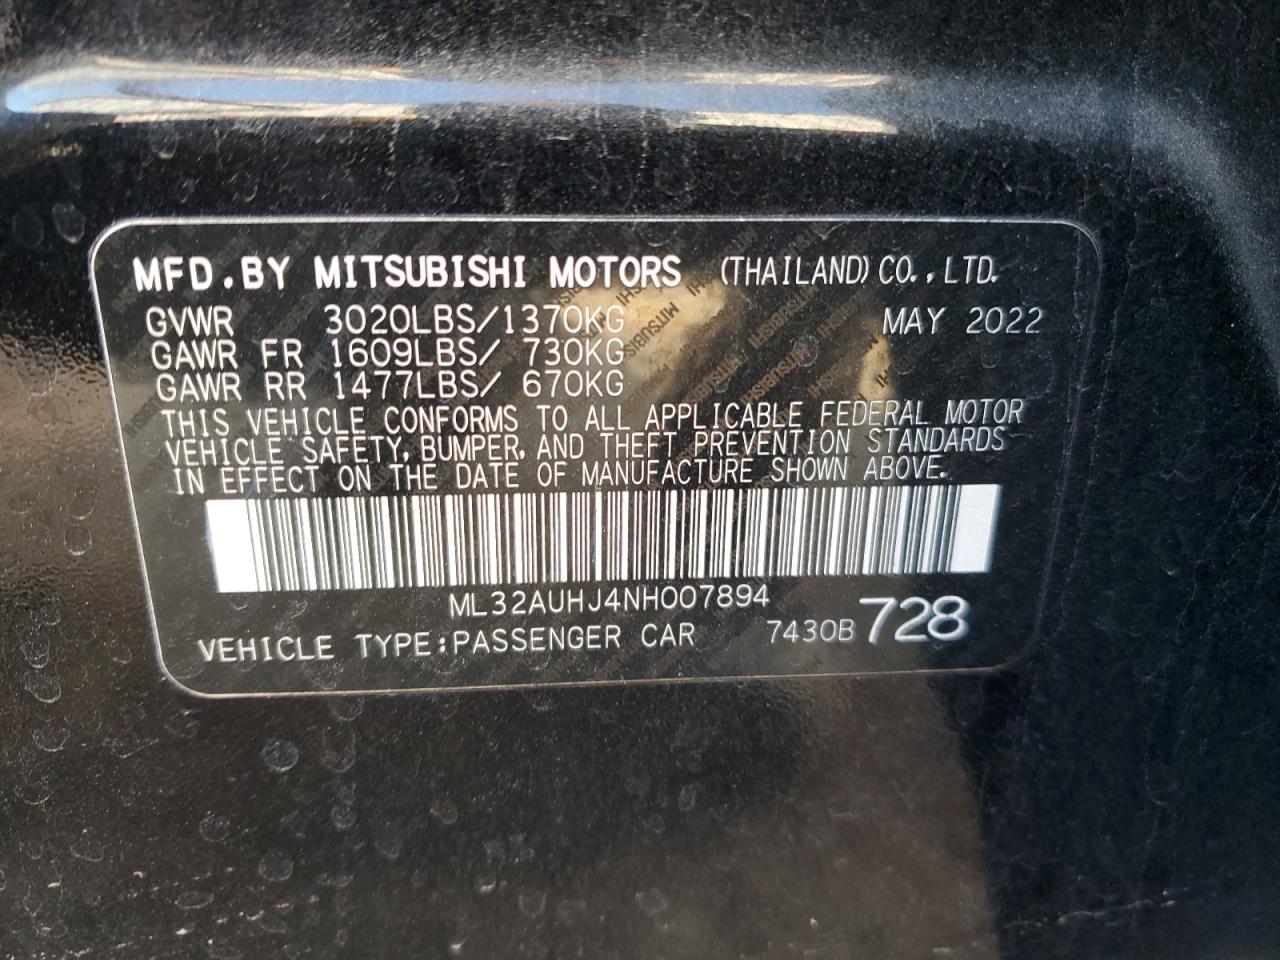 MFD.BY MITSUBISHI MOTORS (THAILAND) CO.,LTD.
GVWR 3020LBS/1370KG MAY 2022
GAWR FR 1609LBS/ 730KG
GAWR RR 1477LBS/ 670KG
THIS VEHICLE CONFORMS TO ALL APPLICABLE FEDERAL MOTOR
VEHICLE SAFETY, BUMPER, AND THEFT PREVENTION STANDARDS
IN EFFECT ON THE DATE OF MANUFACTURE SHOWN ABOVE.
ML32AUHJ4NH007894
VEHICLE TYPE:PASSENGER CAR 7430B 728